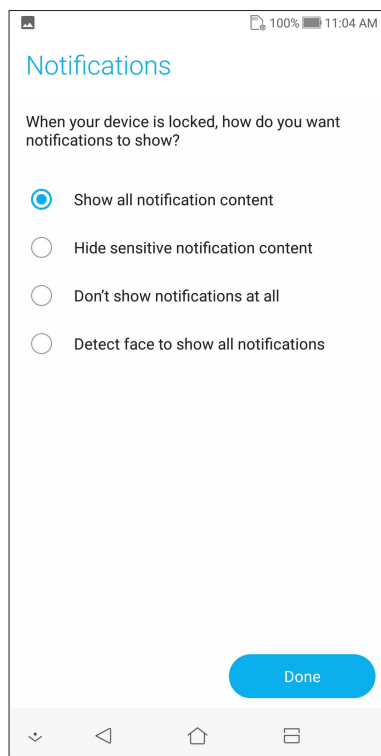 100% 11:04 AM
Notifications
When your device is locked, how do you want
notifications to show?
Show all notification content
Hide sensitive notification content
Don't show notifications at all
Detect face to show all notifications
Done